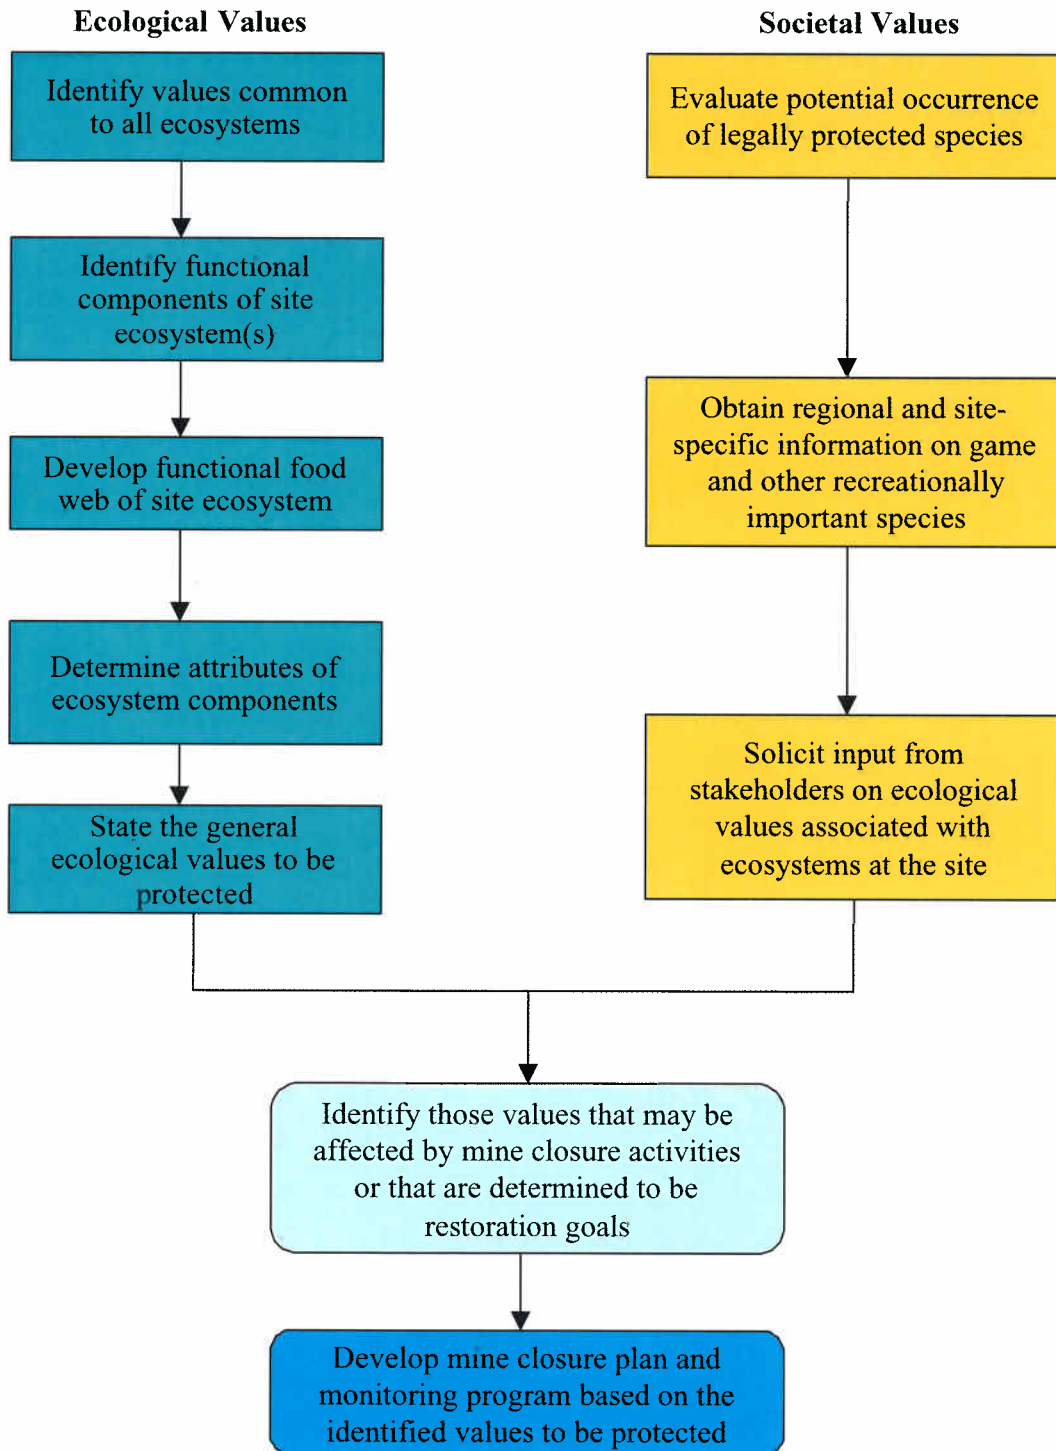 Ecological Values
Identify values common
to all ecosystems
Identify functional
components of site
ecosystem(s)
Develop functional food
web of site ecosystem
Determine attributes of
ecosystem components
State the general
ecological values to be
protected
Societal Values
Evaluate potential occurrence
of legally protected species
Obtain regional and site-
specific information on game
and other recreationally
important species
Solicit input from
stakeholders on ecological
values associated with
ecosystems at the site
Identify those values that may be
affected by mine closure activities
or that are determined to be
restoration goals
Develop mine closure plan and
monitoring program based on the
identified values to be protected